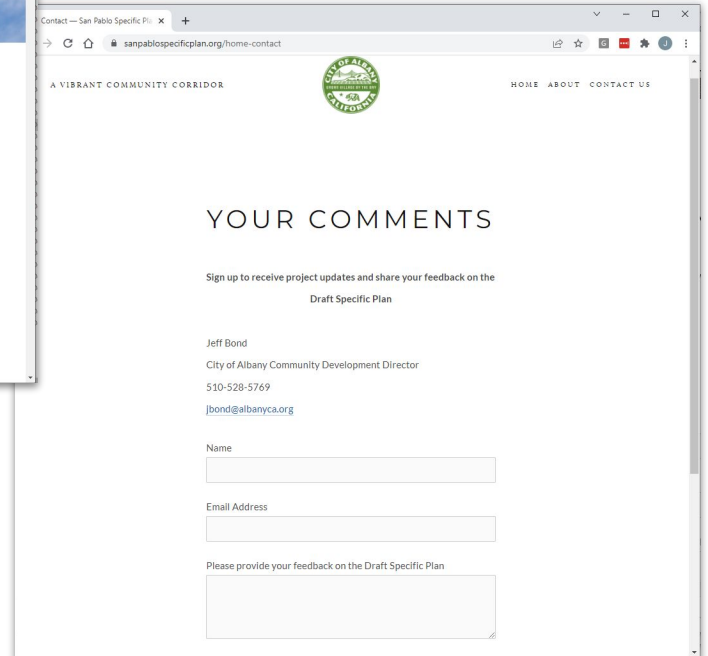 Contact — San Pablo Specific Pla
sanpablospecificplan.org/home-contact
A VIBRANT COMMUNITY CORRIDOR
CITY OF ALBANY
CALIFORNIA
HOME ABOUT CONTACT US
YOUR COMMENTS
Sign up to receive project updates and share your feedback on the
Draft Specific Plan
Jeff Bond
City of Albany Community Development Director
510-528-5769
jbond@albanyca.org
Name
Email Address
Please provide your feedback on the Draft Specific Plan